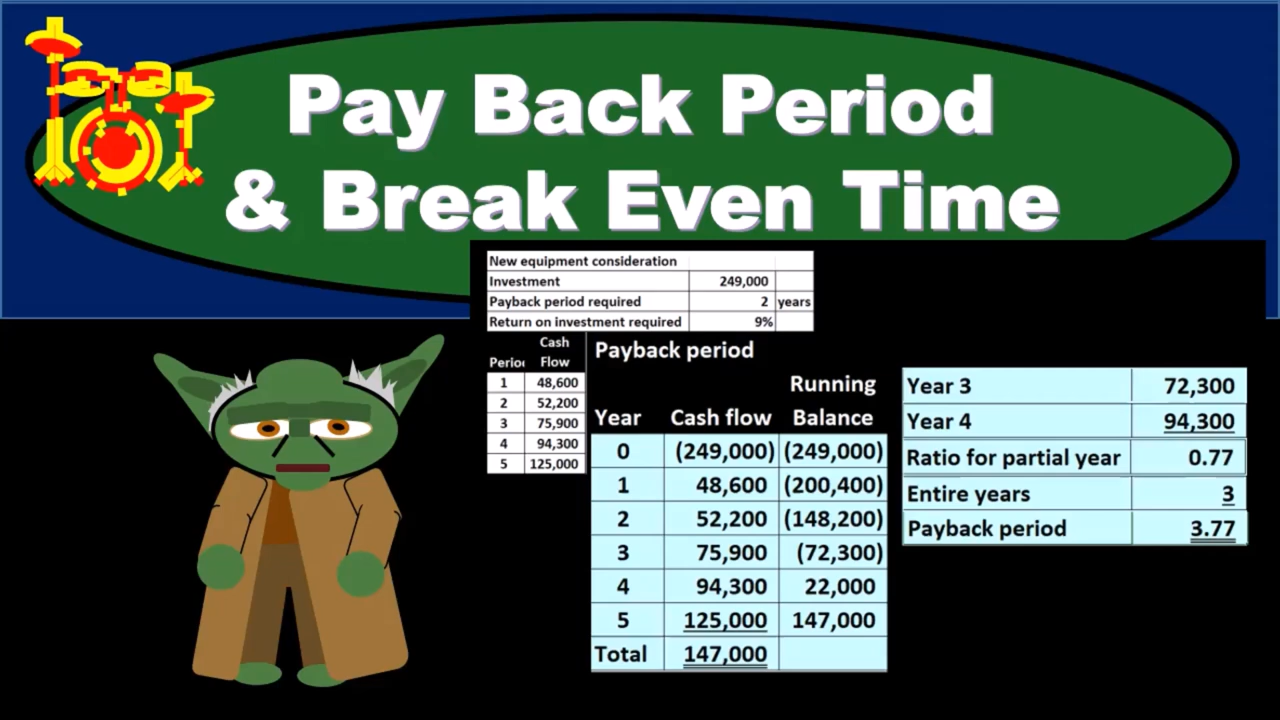 Pay Back Period
& Break Even Time
New equipment consideration
Investment 249,000
Payback period required 2 years
Return on investment required 9%
Cash
Perio Flow
1 48,600
2 52,200
3 75,900
4 94,300
5 125,000
Payback period
Running
Year Cash flow Balance
0 (249,000) (249,000)
1 48,600 (200,400)
2 52,200 (148,200)
3 75,900 (72,300)
4 94,300 22,000
5 125,000 147,000
Total 147,000
Year 3 72,300
Year 4 94,300
Ratio for partial year 0.77
Entire years 3
Payback period 3.77